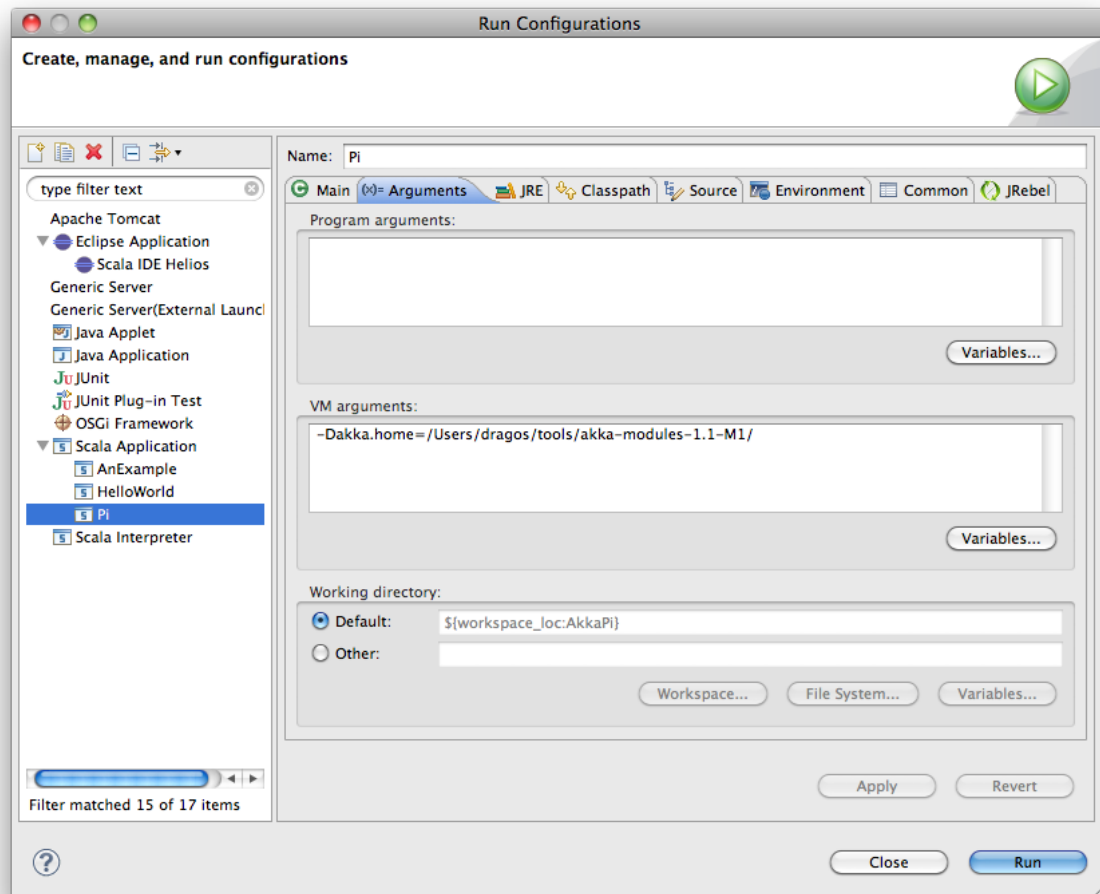 Run Configurations
Create, manage, and run configurations
type filter text
Apache Tomcat
Eclipse Application
Scala IDE Helios
Generic Server
Generic Server(External Launcl
Java Applet
Java Application
JUnit
JUnit Plug-in Test
OSGi Framework
Scala Application
AnExample
HelloWorld
Pi
Scala Interpreter
Filter matched 15 of 17 items
Name: Pi
Main (x)= Arguments JRE Classpath Source Environment Common JRebel
Program arguments:
Variables...
VM arguments:
-Dakka.home=/Users/dragos/tools/akka-modules-1.1-M1/
Variables...
Working directory:
Default: ${workspace_loc:AkkaPi}
Other:
Workspace... File System... Variables...
Apply Revert
? Close Run